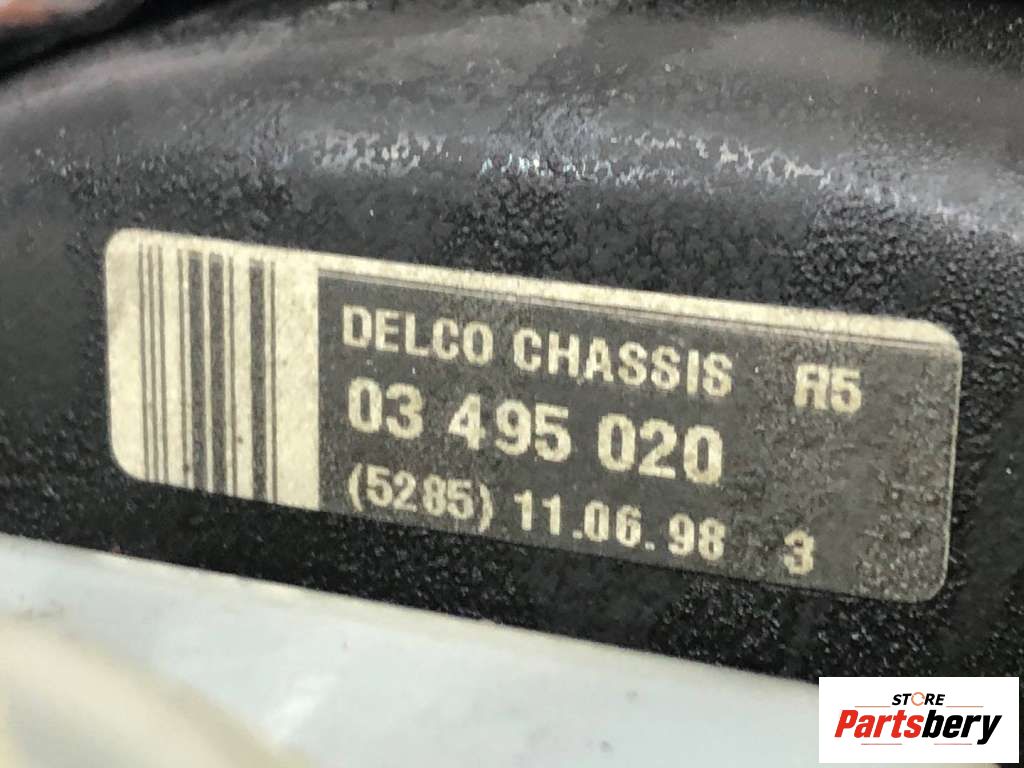 DELCO CHASSIS R5
03 495 020
(5285) 11.06.98 3
STORE
Partsbery